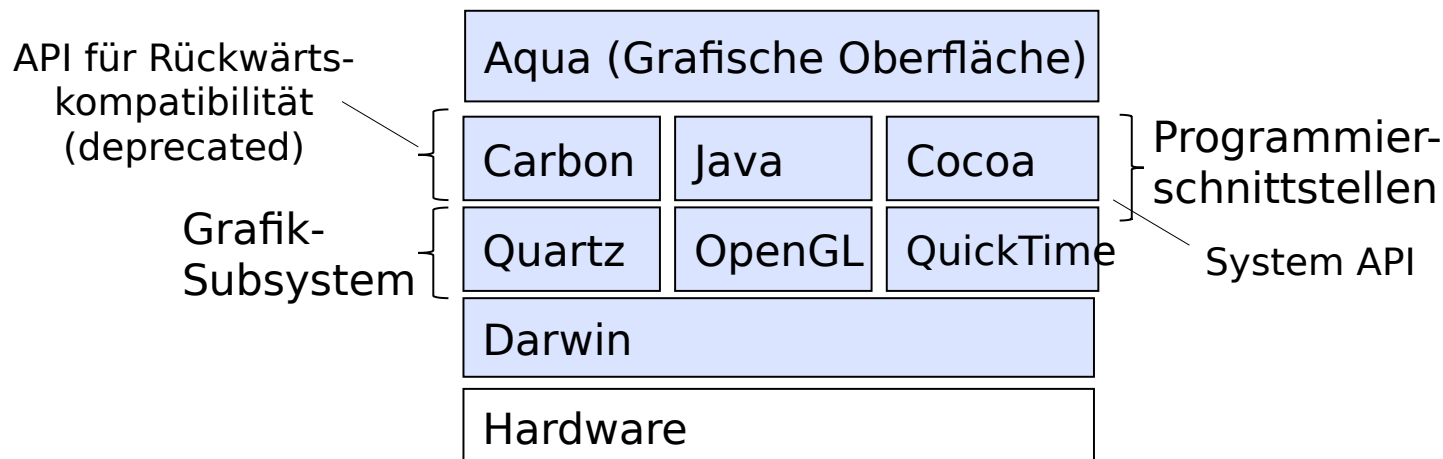 Aqua (Grafische Oberfläche)
API für Rückwärts-
kompatibilität
(deprecated)
Carbon
Java
Cocoa
Programmier-
schnittstellen
Grafik-
Subsystem
Quartz
OpenGL
QuickTime
System API
Darwin
Hardware